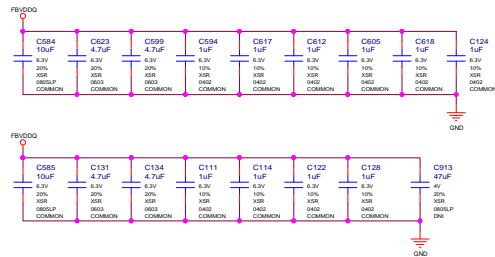 FBVDDQ
C584
10uF
6.3V
20%
X5R
0805LP
COMMON
C623
4.7uF
6.3V
20%
X5R
0603
COMMON
C599
4.7uF
6.3V
20%
X5R
0603
COMMON
C594
1uF
6.3V
10%
X5R
0402
COMMON
C617
1uF
6.3V
10%
X5R
0402
COMMON
C612
1uF
6.3V
10%
X5R
0402
COMMON
C605
1uF
6.3V
10%
X5R
0402
COMMON
C618
1uF
6.3V
10%
X5R
0402
COMMON
C124
1uF
6.3V
10%
X5R
0402
COMMON
GND
FBVDDQ
C585
10uF
6.3V
20%
X5R
0805LP
COMMON
C131
4.7uF
6.3V
20%
X5R
0603
COMMON
C134
4.7uF
6.3V
20%
X5R
0603
COMMON
C111
1uF
6.3V
10%
X5R
0402
COMMON
C114
1uF
6.3V
10%
X5R
0402
COMMON
C122
1uF
6.3V
10%
X5R
0402
COMMON
C128
1uF
6.3V
10%
X5R
0402
COMMON
C913
47uF
4V
20%
X5R
0805LP
DNI
GND